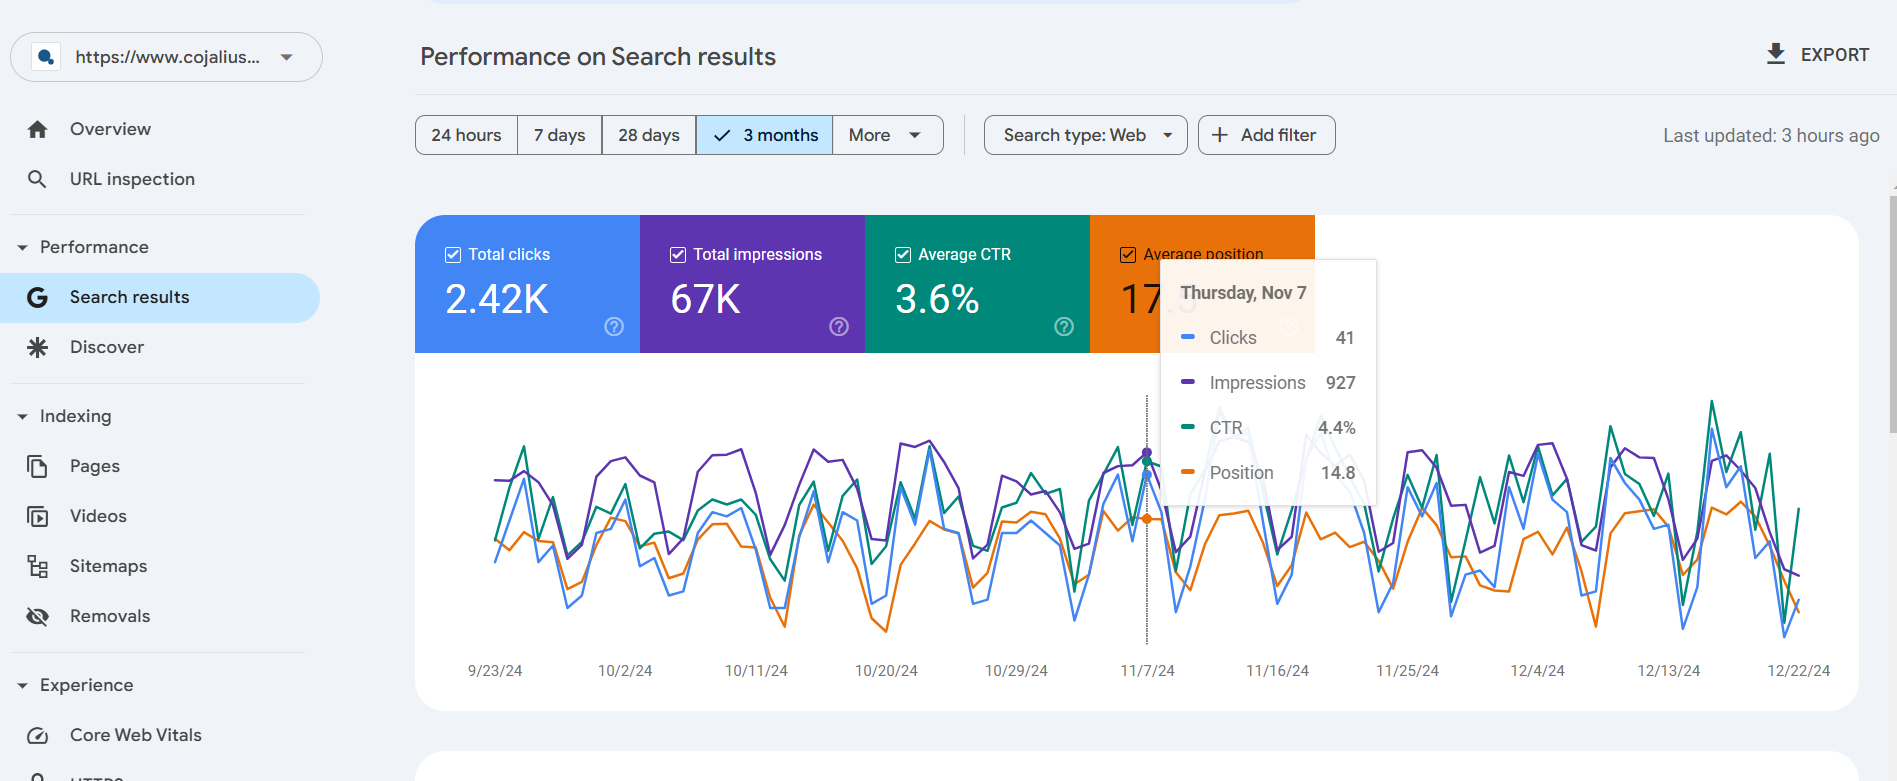 https://www.cojalius...
Performance on Search results
EXPORT
Overview
URL inspection
Performance
Search results
Discover
Indexing
Pages
Videos
Sitemaps
Removals
Experience
Core Web Vitals
HTTPS
24 hours
7 days
28 days
3 months
More
Search type: Web
Add filter
Last updated: 3 hours ago
Total clicks
2.42K
Total impressions
67K
Average CTR
3.6%
Average position
17.5
Thursday, Nov 7
Clicks 41
Impressions 927
CTR 4.4%
Position 14.8
9/23/24 10/2/24 10/11/24 10/20/24 10/29/24 11/7/24 11/16/24 11/25/24 12/4/24 12/13/24 12/22/24